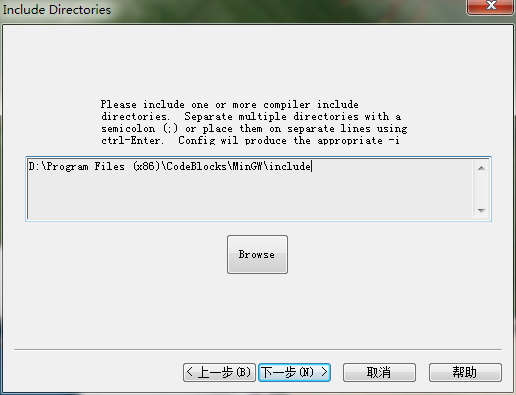 Include Directories
Please include one or more compiler include
directories. Separate multiple directories with a
semicolon (;) or place them on separate lines using
ctrl-Enter. Config wil produce the appropriate -i
D:\Program Files (x86)\CodeBlocks\MinGW\include
Browse
< 上一步(B) 下一步(N) > 取消 帮助